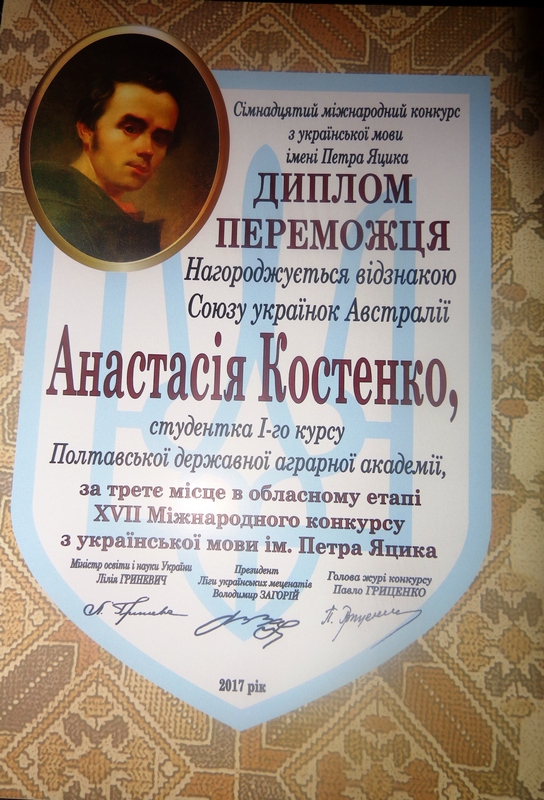 Сімнадцятий міжнародний конкурс
з української мови
імені Петра Яцика
ДИПЛОМ
ПЕРЕМОЖЦЯ
Нагороджується відзнакою
Союзу українок Австралії
Анастасія Костенко,
студентка І-го курсу
Полтавської державної аграрної академії,
за третє місце в обласному етапі
XVII Міжнародного конкурсу
з української мови ім. Петра Яцика
Міністр освіти і науки України
Лілія ГРИНЕВИЧ
Президент
Ліги українських меценатів
Володимир ЗАГОРІЙ
Голова журі конкурсу
Павло ГРИЦЕНКО
2017 рік